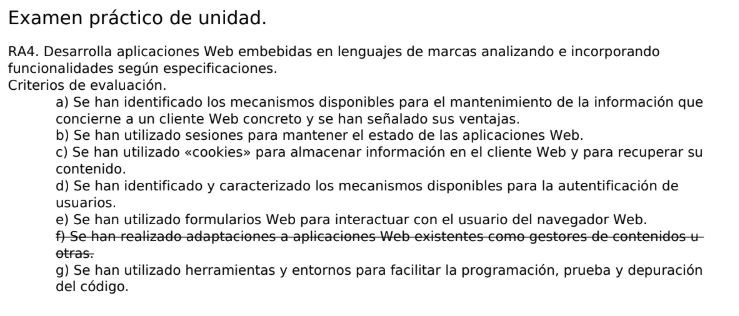 Examen práctico de unidad.
RA4. Desarrolla aplicaciones Web embebidas en lenguajes de marcas analizando e incorporando
funcionalidades según especificaciones.
Criterios de evaluación.
a) Se han identificado los mecanismos disponibles para el mantenimiento de la información que
concierne a un cliente Web concreto y se han señalado sus ventajas.
b) Se han utilizado sesiones para mantener el estado de las aplicaciones Web.
c) Se han utilizado «cookies» para almacenar información en el cliente Web y para recuperar su
contenido.
d) Se han identificado y caracterizado los mecanismos disponibles para la autentificación de
usuarios.
e) Se han utilizado formularios Web para interactuar con el usuario del navegador Web.
f) Se han realizado adaptaciones a aplicaciones Web existentes como gestores de contenidos u
otras.
g) Se han utilizado herramientas y entornos para facilitar la programación, prueba y depuración
del código.